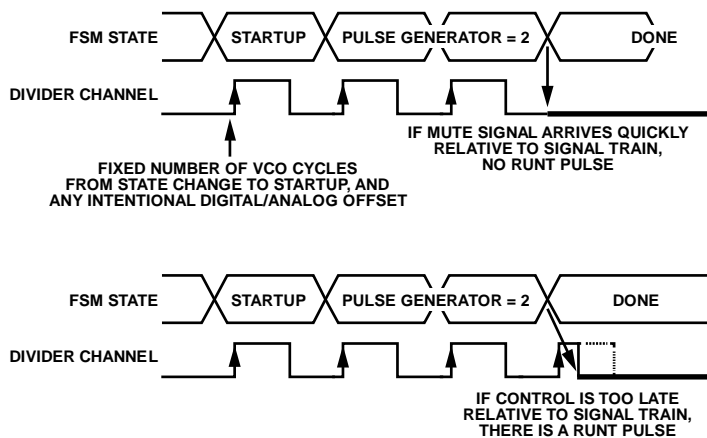 FSM STATE
STARTUP
PULSE GENERATOR = 2
DONE
DIVIDER CHANNEL
IF MUTE SIGNAL ARRIVES QUICKLY
RELATIVE TO SIGNAL TRAIN,
NO RUNT PULSE
FIXED NUMBER OF VCO CYCLES
FROM STATE CHANGE TO STARTUP, AND
ANY INTENTIONAL DIGITAL/ANALOG OFFSET
FSM STATE
STARTUP
PULSE GENERATOR = 2
DONE
DIVIDER CHANNEL
IF CONTROL IS TOO LATE
RELATIVE TO SIGNAL TRAIN,
THERE IS A RUNT PULSE